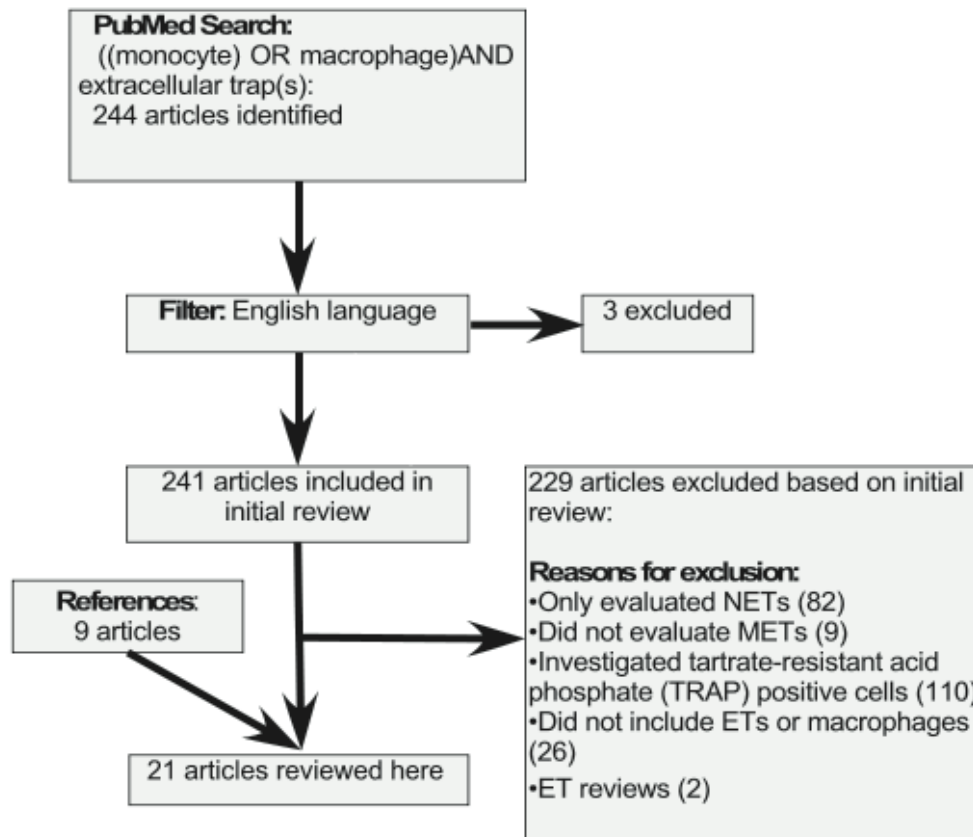 PubMed Search:
((monocyte) OR macrophage)AND
extracellular trap(s):
244 articles identified
Filter: English language
3 excluded
241 articles included in
initial review
229 articles excluded based on initial
review:
Reasons for exclusion:
•Only evaluated NETs (82)
•Did not evaluate METs (9)
•Investigated tartrate-resistant acid
phosphate (TRAP) positive cells (110)
•Did not include ETs or macrophages
(26)
•ET reviews (2)
References:
9 articles
21 articles reviewed here